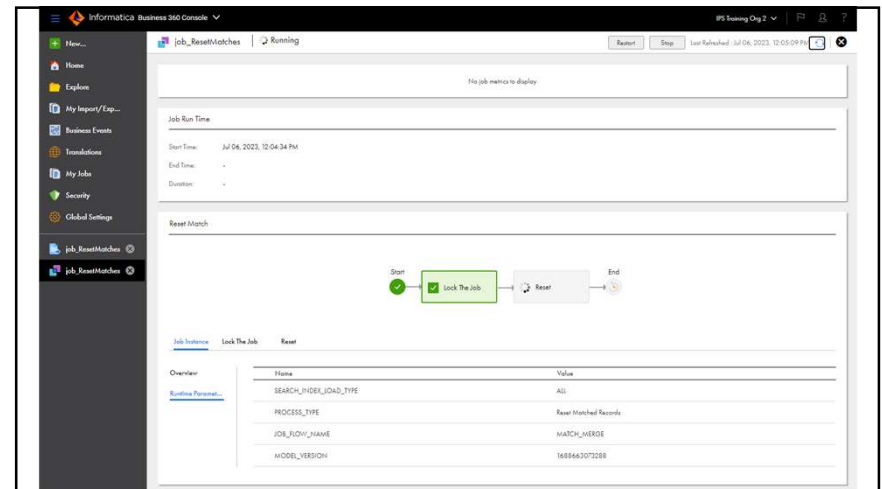 Informatica Business 360 Console
IPS Training Org 2
?
New...
Home
Explore
My Import/Exp...
Business Events
Translations
My Jobs
Security
Global Settings
job_ResetMatches
job_ResetMatches
job_ResetMatches Running
Restart Stop Last Refreshed : Jul 06, 2023, 12:05:09 PM
No job metrics to display
Job Run Time
Start Time: Jul 06, 2023, 12:04:34 PM
End Time: -
Duration: -
Reset Match
Start End
Lock The Job Reset
Job Instance Lock The Job Reset
Overview
Runtime Paramet...
Name Value
SEARCH_INDEX_LOAD_TYPE ALL
PROCESS_TYPE Reset Matched Records
JOB_FLOW_NAME MATCH_MERGE
MODEL_VERSION 1688663073288